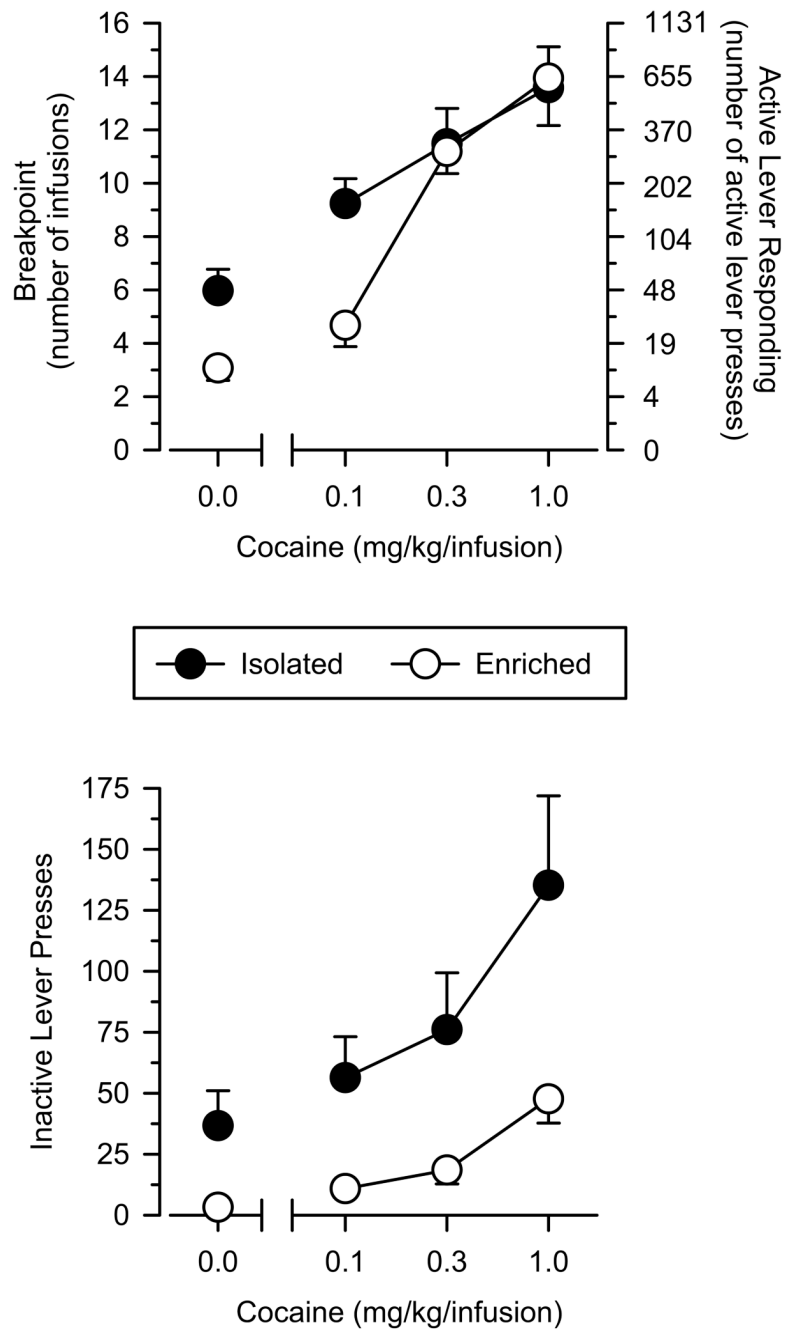 Breakpoint
(number of infusions)
16
14
12
10
8
6
4
2
0
1131
655
370
202
104
48
19
4
0
Active Lever Responding
(number of active lever presses)
0.0 0.1 0.3 1.0
Cocaine (mg/kg/infusion)
Isolated Enriched
Inactive Lever Presses
175
150
125
100
75
50
25
0
0.0 0.1 0.3 1.0
Cocaine (mg/kg/infusion)